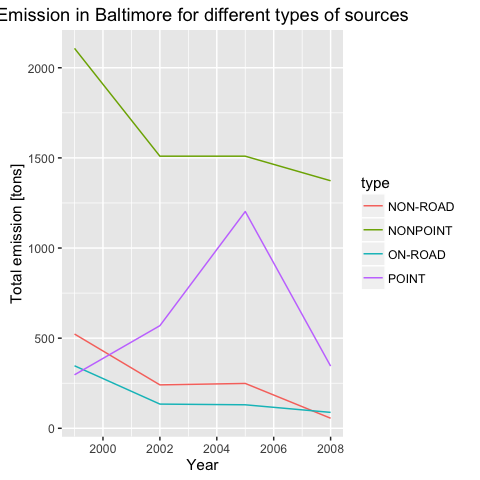 Emission in Baltimore for different types of sources
2000
1500
1000
500
0
Total emission [tons]
2000
2002
2004
2006
2008
Year
type
NON-ROAD
NONPOINT
ON-ROAD
POINT